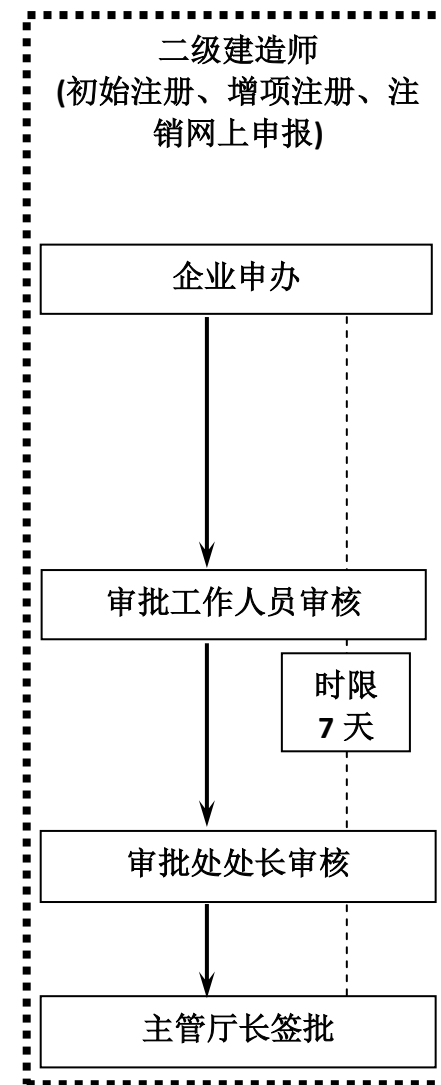 二级建造师
(初始注册、增项注册、注
销网上申报)
企业申办
审批工作人员审核
时限
7 天
审批处处长审核
主管厅长签批